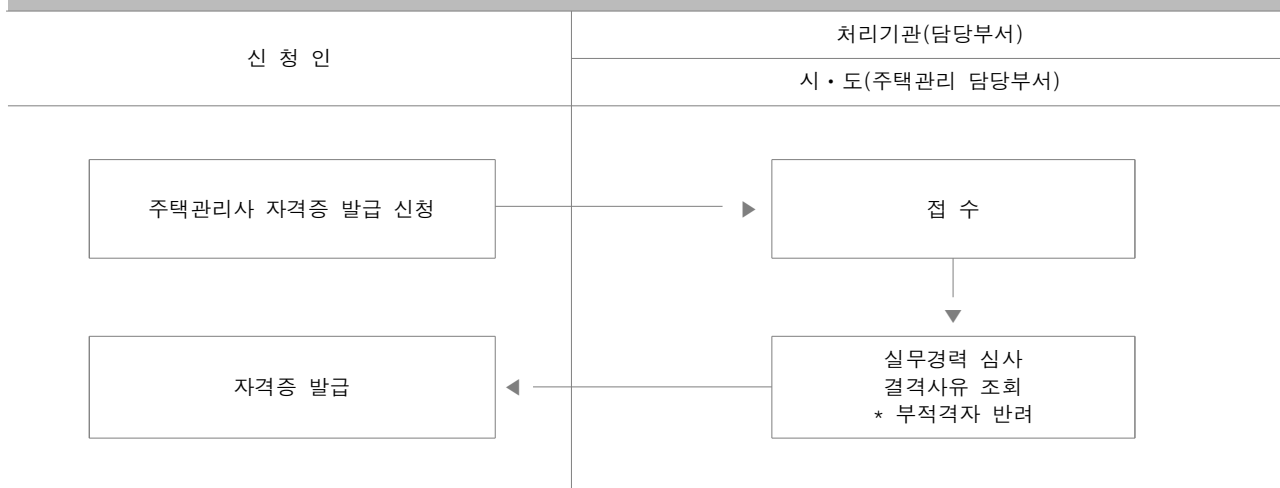 신 청 인
처리기관(담당부서)
시・도(주택관리 담당부서)
주택관리사 자격증 발급 신청
접 수
자격증 발급
실무경력 심사
결격사유 조회
* 부적격자 반려